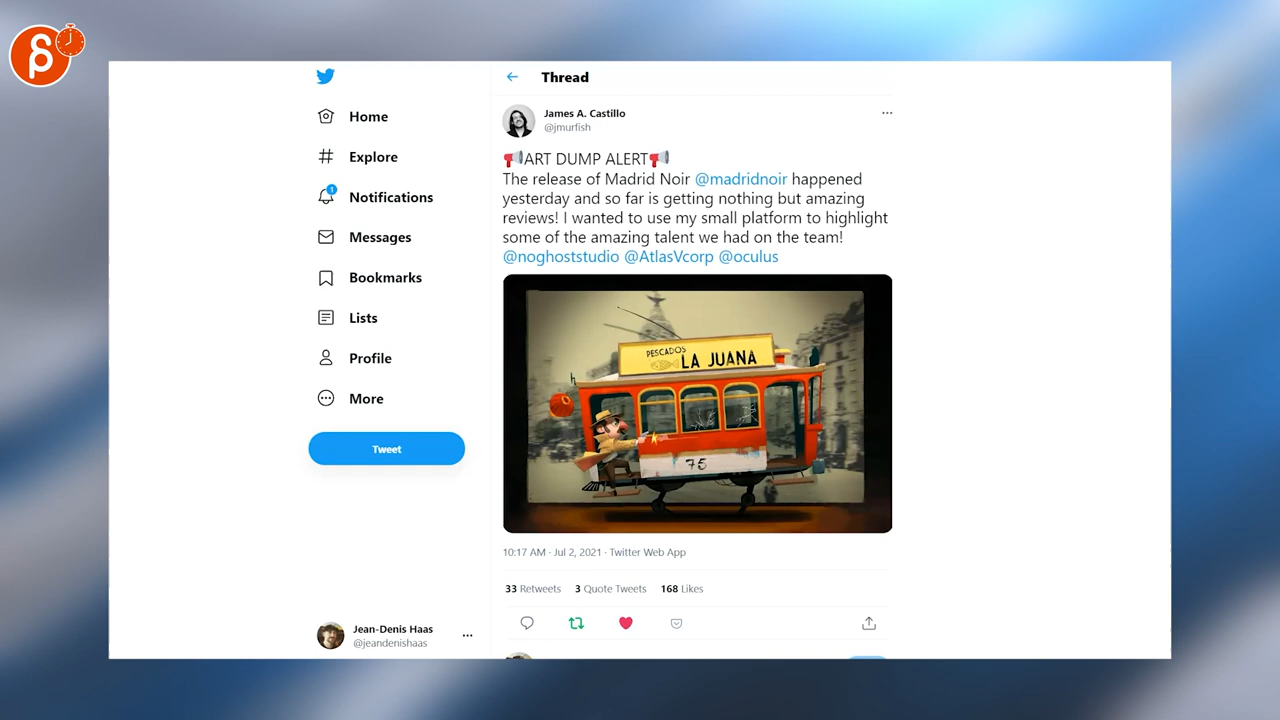 Thread
Home
Explore
1
Notifications
Messages
Bookmarks
Lists
Profile
More
Tweet
Jean-Denis Haas
@jeandenishaas
James A. Castillo
@jmurfish
📢ART DUMP ALERT📢
The release of Madrid Noir @madridnoir happened
yesterday and so far is getting nothing but amazing
reviews! I wanted to use my small platform to highlight
some of the amazing talent we had on the team!
@noghoststudio @AtlasVcorp @oculus
PESCADOS
LA JUANA
75
10:17 AM · Jul 2, 2021 · Twitter Web App
33 Retweets 3 Quote Tweets 168 Likes